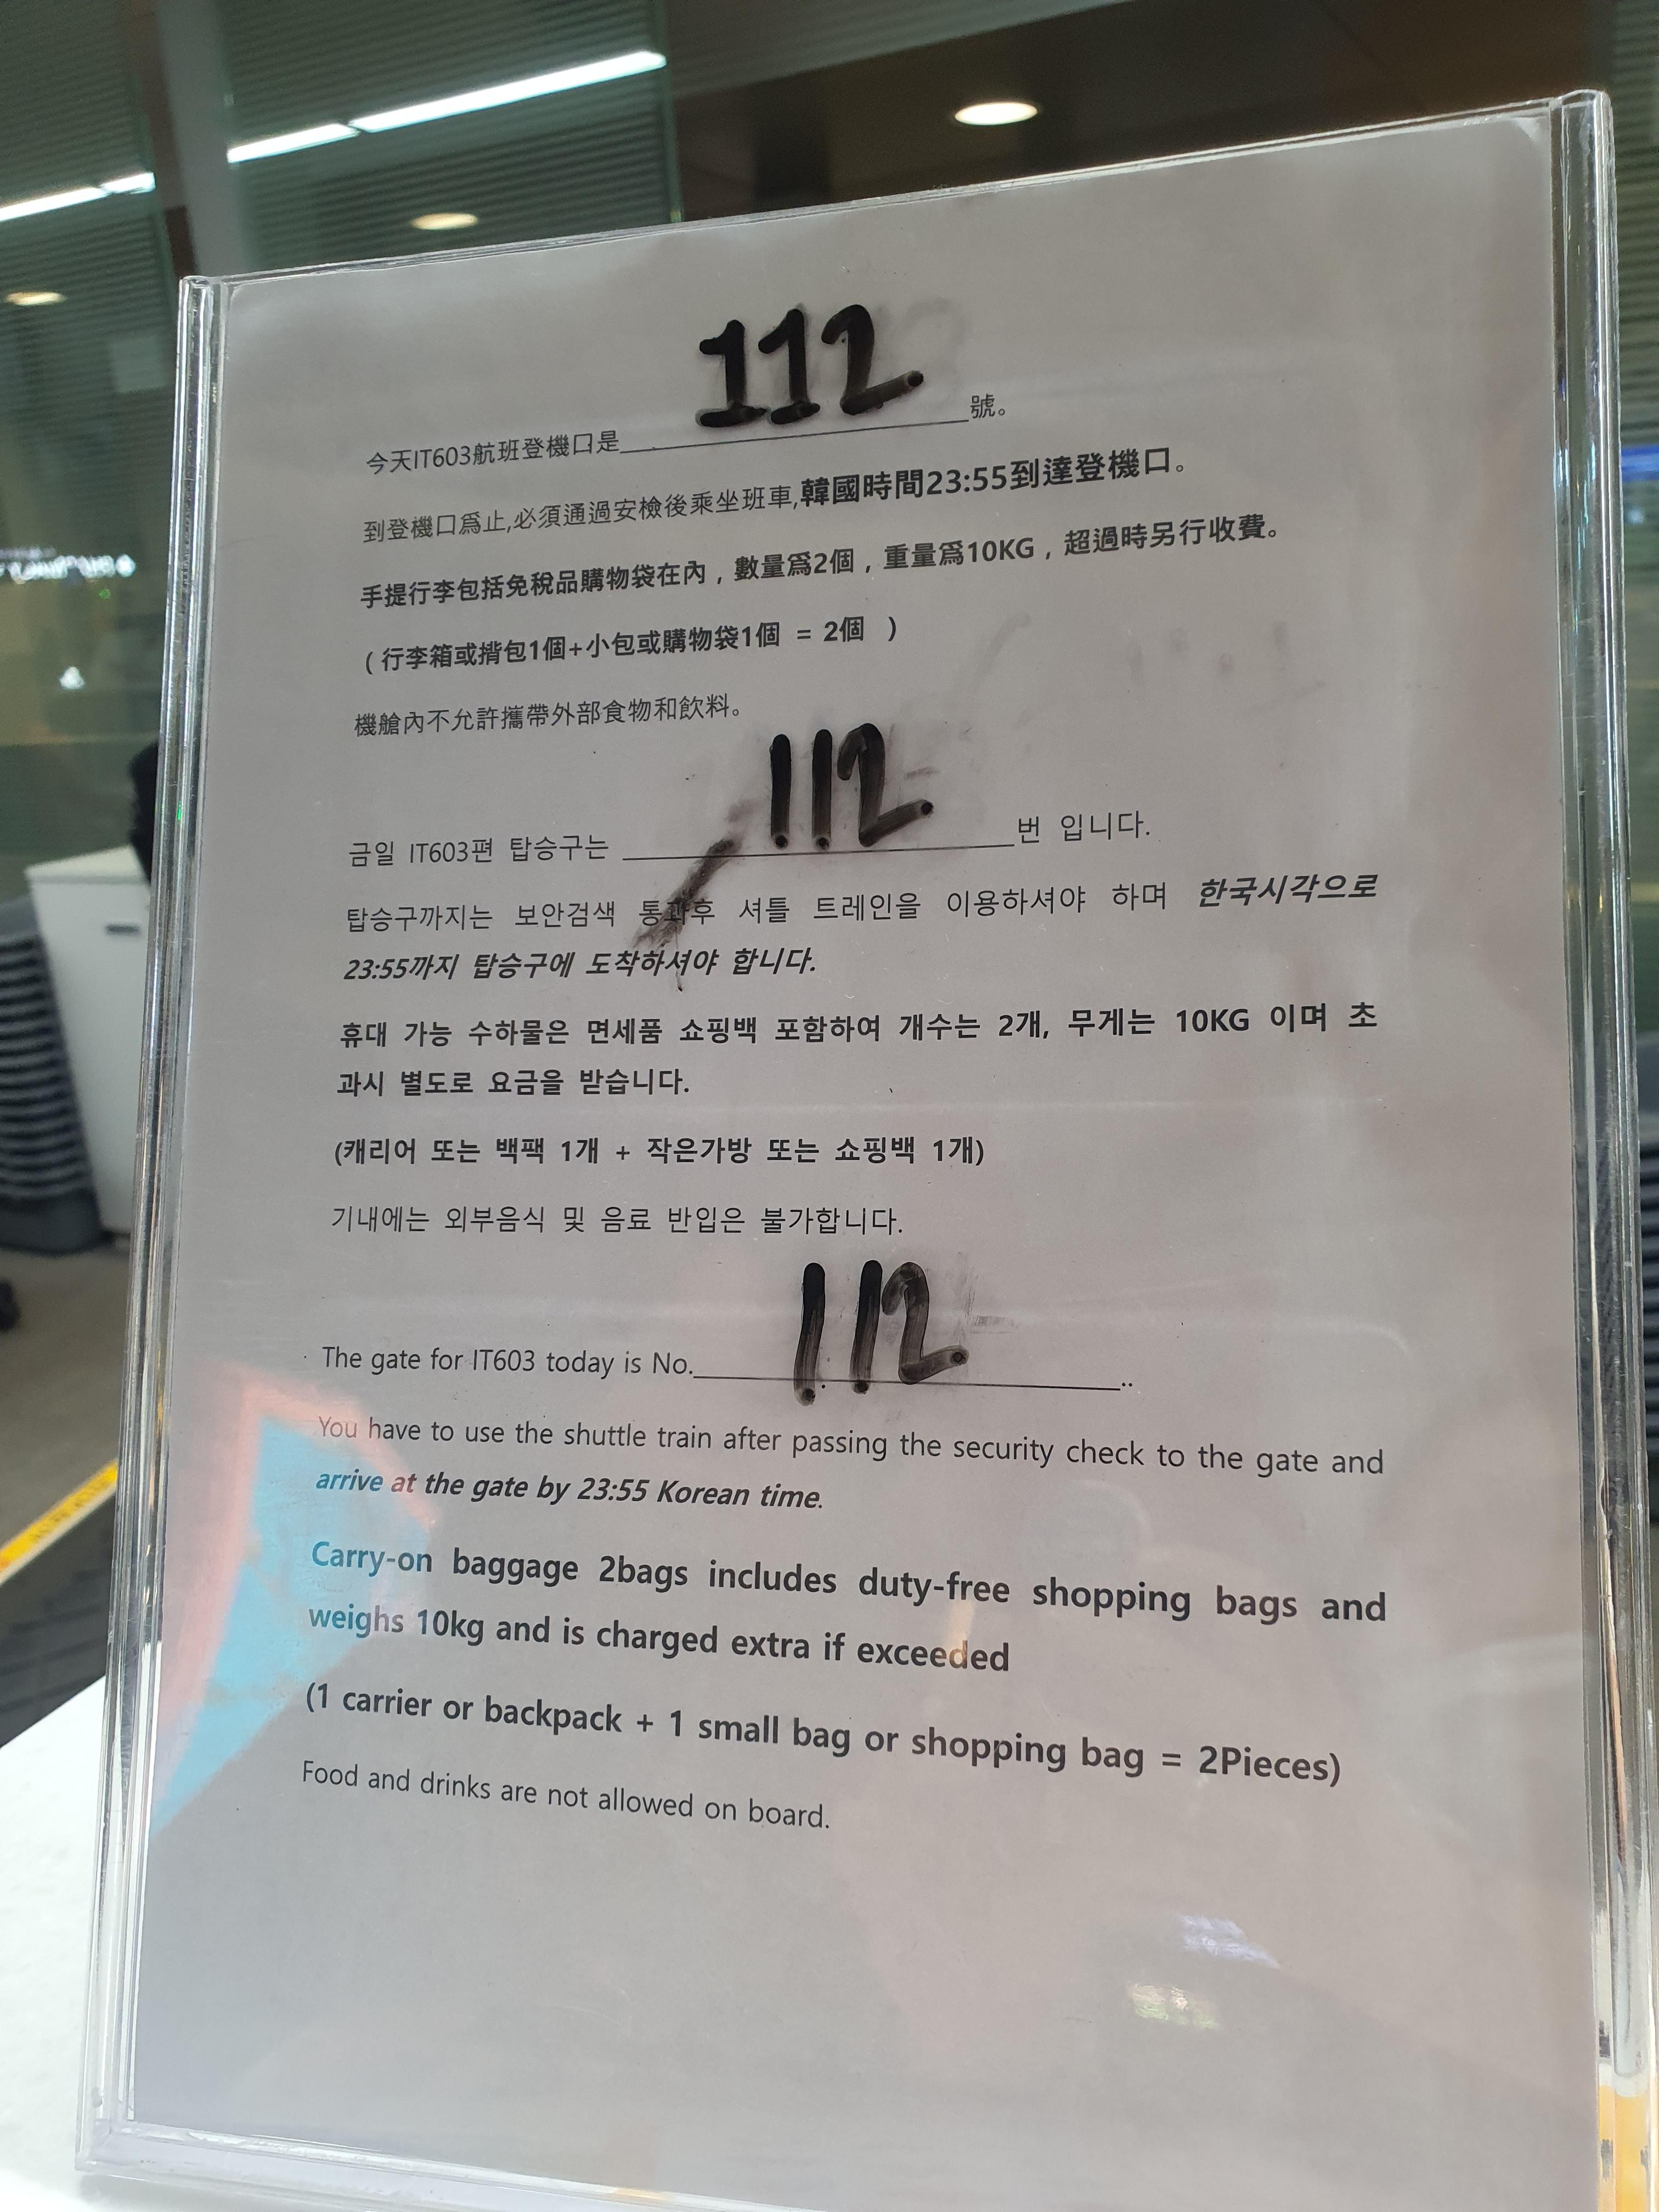 今天IT603航班登機口是 112 號。
到登機口爲止,必須通過安檢後乘坐班車,韓國時間23:55到達登機口。
手提行李包括免稅品購物袋在內，數量爲2個，重量爲10KG，超過時另行收費。
(行李箱或揹包1個+小包或購物袋1個 = 2個 )
機艙內不允許攜帶外部食物和飲料。
금일 IT603편 탑승구는 112 번 입니다.
탑승구까지는 보안검색 통과후 셔틀 트레인을 이용하셔야 하며 한국시각으로
23:55까지 탑승구에 도착하셔야 합니다.
휴대 가능 수하물은 면세품 쇼핑백 포함하여 개수는 2개, 무게는 10KG 이며 초
과시 별도로 요금을 받습니다.
(캐리어 또는 백팩 1개 + 작은가방 또는 쇼핑백 1개)
기내에는 외부음식 및 음료 반입은 불가합니다.
The gate for IT603 today is No. 112 ..
You have to use the shuttle train after passing the security check to the gate and
arrive at the gate by 23:55 Korean time.
Carry-on baggage 2bags includes duty-free shopping bags and
weighs 10kg and is charged extra if exceeded
(1 carrier or backpack + 1 small bag or shopping bag = 2Pieces)
Food and drinks are not allowed on board.